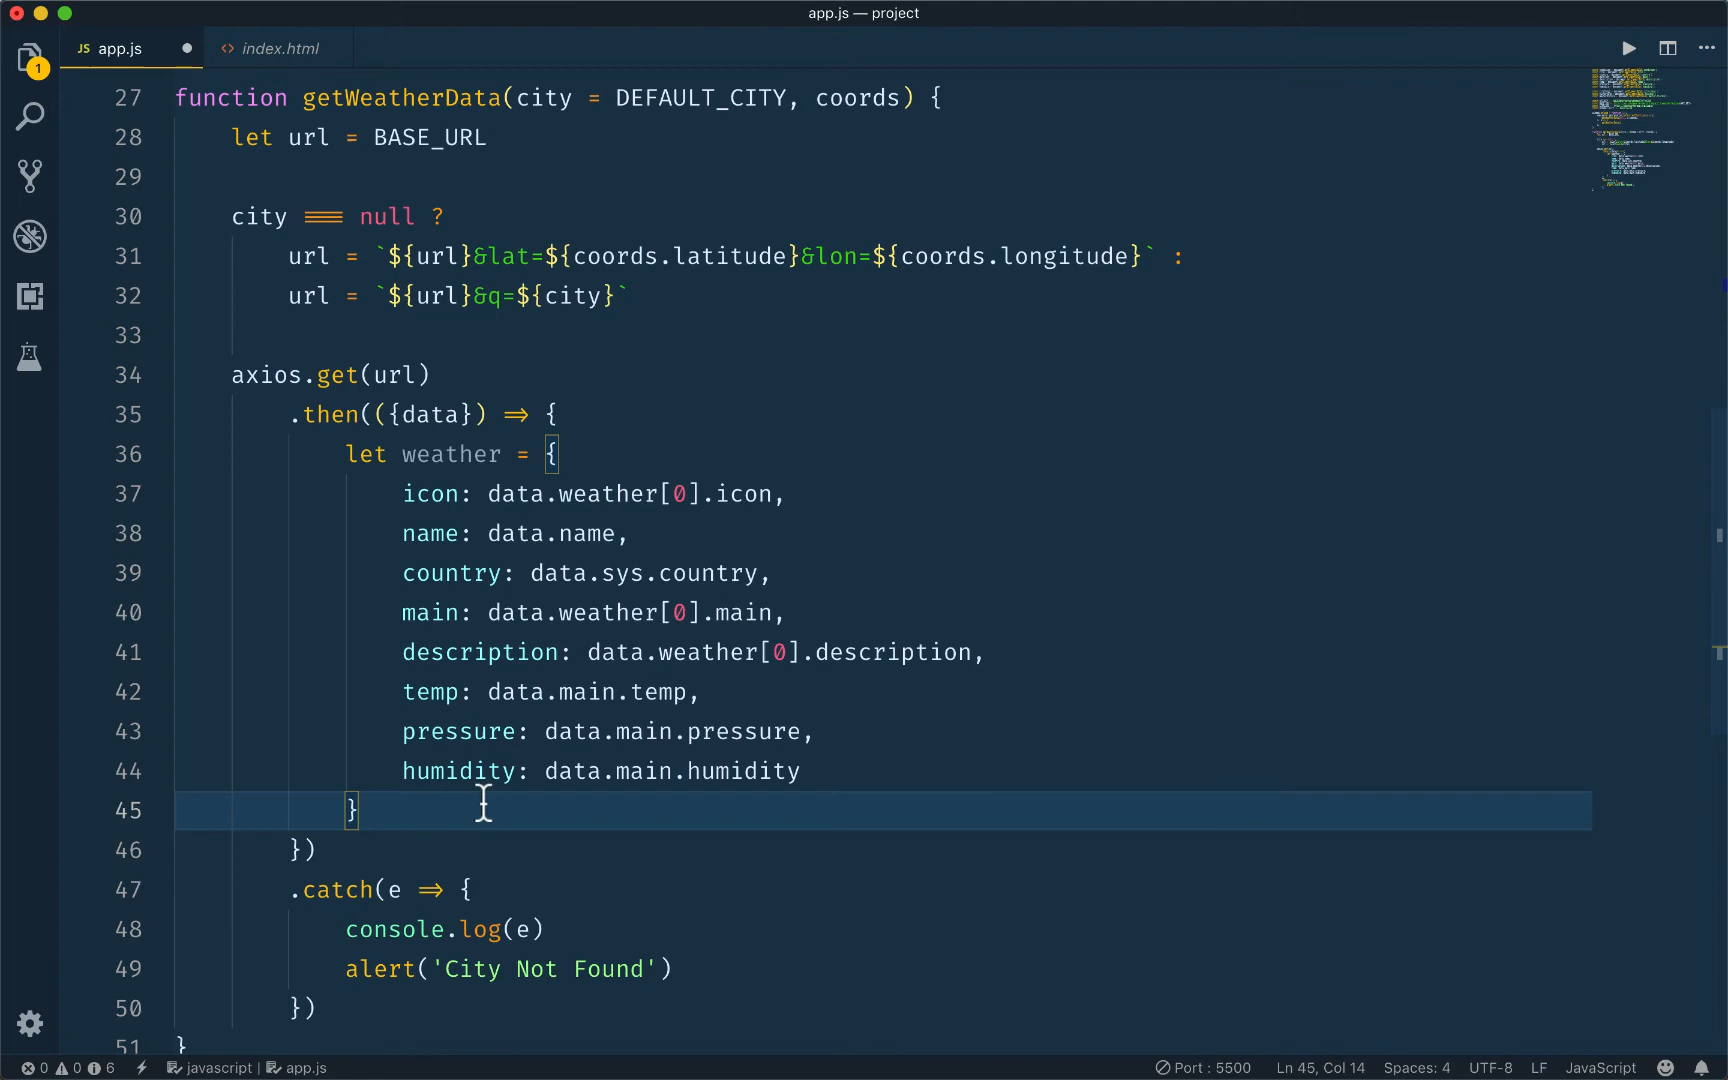 app.js — project
1
JS app.js
<> index.html
27 function getWeatherData(city = DEFAULT_CITY, coords) {
28 let url = BASE_URL
29
30 city === null ?
31 url = `${url}&lat=${coords.latitude}&lon=${coords.longitude}` :
32 url = `${url}&q=${city}`
33
34 axios.get(url)
35 .then(({data}) => {
36 let weather = {
37 icon: data.weather[0].icon,
38 name: data.name,
39 country: data.sys.country,
40 main: data.weather[0].main,
41 description: data.weather[0].description,
42 temp: data.main.temp,
43 pressure: data.main.pressure,
44 humidity: data.main.humidity
45 }
46 })
47 .catch(e => {
48 console.log(e)
49 alert('City Not Found')
50 })
51 }
0 0 6 javascript | app.js Port : 5500 Ln 45, Col 14 Spaces: 4 UTF-8 LF JavaScript